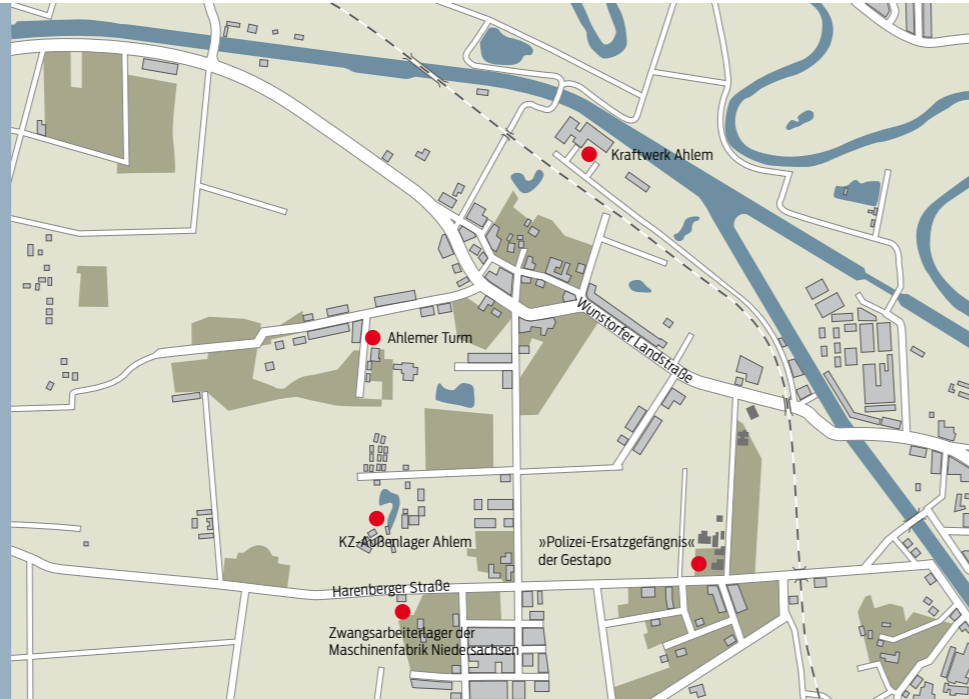 Kraftwerk Ahlem
Wunstorfer Landstraße
Ahlemer Turm
KZ-Außenlager Ahlem
»Polizei-Ersatzgefängnis«
der Gestapo
Harenberger Straße
Zwangsarbeiterlager der
Maschinenfabrik Niedersachsen